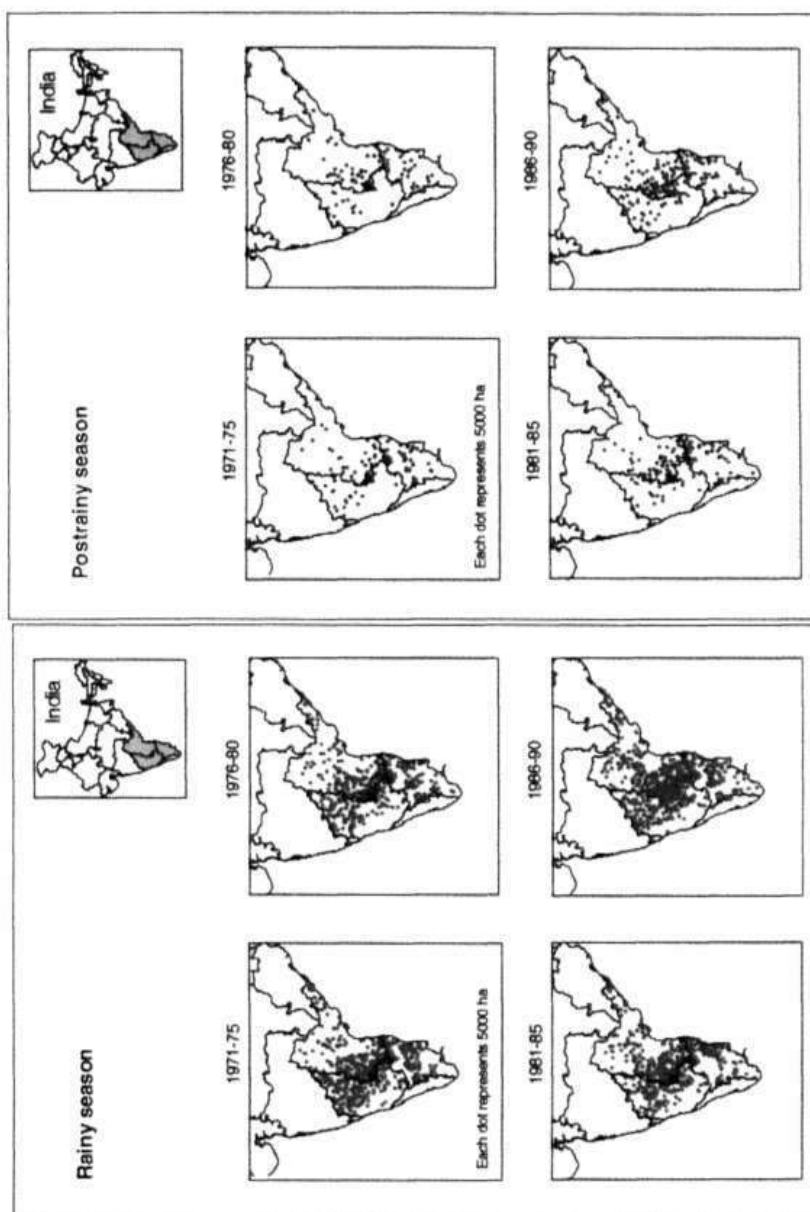 Rainy season
India
1971-75
1976-80
Each dot represents 5000 ha
1981-85
1986-90
Postrainy season
India
1971-75
1976-80
Each dot represents 5000 ha
1981-85
1986-90